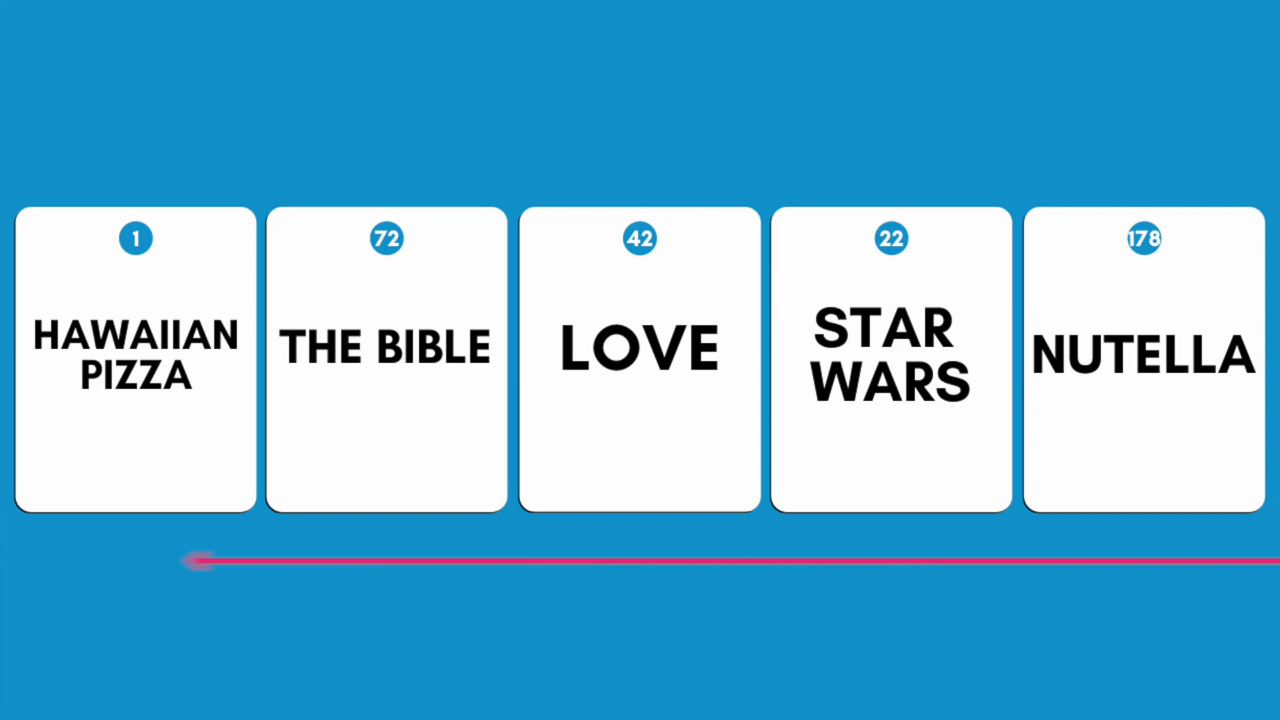 1
HAWAIIAN
PIZZA
72
THE BIBLE
42
LOVE
22
STAR
WARS
178
NUTELLA